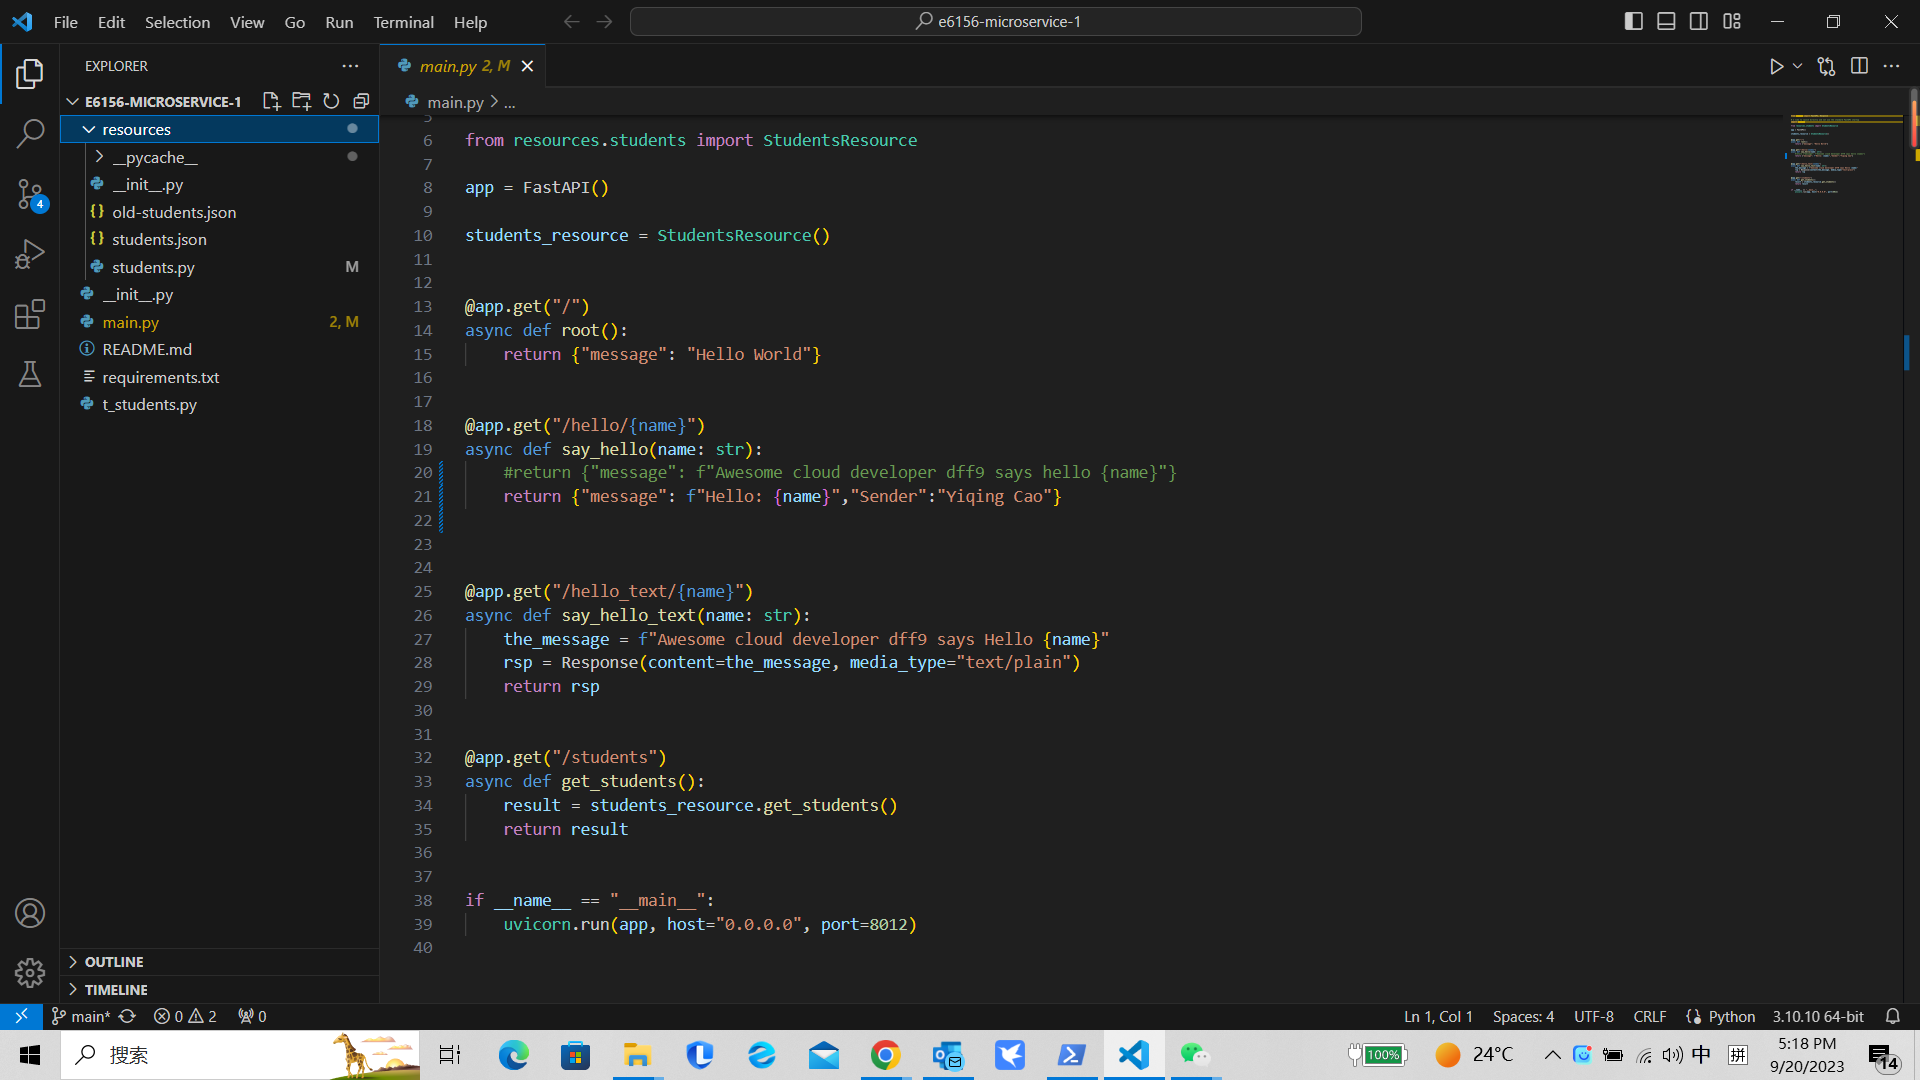 File Edit Selection View Go Run Terminal Help
e6156-microservice-1
EXPLORER
E6156-MICROSERVICE-1
resources
__pycache__
__init__.py
old-students.json
students.json
students.py M
__init__.py
main.py 2, M
README.md
requirements.txt
t_students.py
OUTLINE
TIMELINE
main.py 2, M
main.py > ...
5
6 from resources.students import StudentsResource
7
8 app = FastAPI()
9
10 students_resource = StudentsResource()
11
12
13 @app.get("/")
14 async def root():
15 return {"message": "Hello World"}
16
17
18 @app.get("/hello/{name}")
19 async def say_hello(name: str):
20 #return {"message": f"Awesome cloud developer dff9 says hello {name}"}
21 return {"message": f"Hello: {name}","Sender":"Yiqing Cao"}
22
23
24
25 @app.get("/hello_text/{name}")
26 async def say_hello_text(name: str):
27 the_message = f"Awesome cloud developer dff9 says Hello {name}"
28 rsp = Response(content=the_message, media_type="text/plain")
29 return rsp
30
31
32 @app.get("/students")
33 async def get_students():
34 result = students_resource.get_students()
35 return result
36
37
38 if __name__ == "__main__":
39 uvicorn.run(app, host="0.0.0.0", port=8012)
40
4
main* 0 2 0
Ln 1, Col 1 Spaces: 4 UTF-8 CRLF Python 3.10.10 64-bit
搜索
100% 24°C 中 拼
5:18 PM
9/20/2023
14